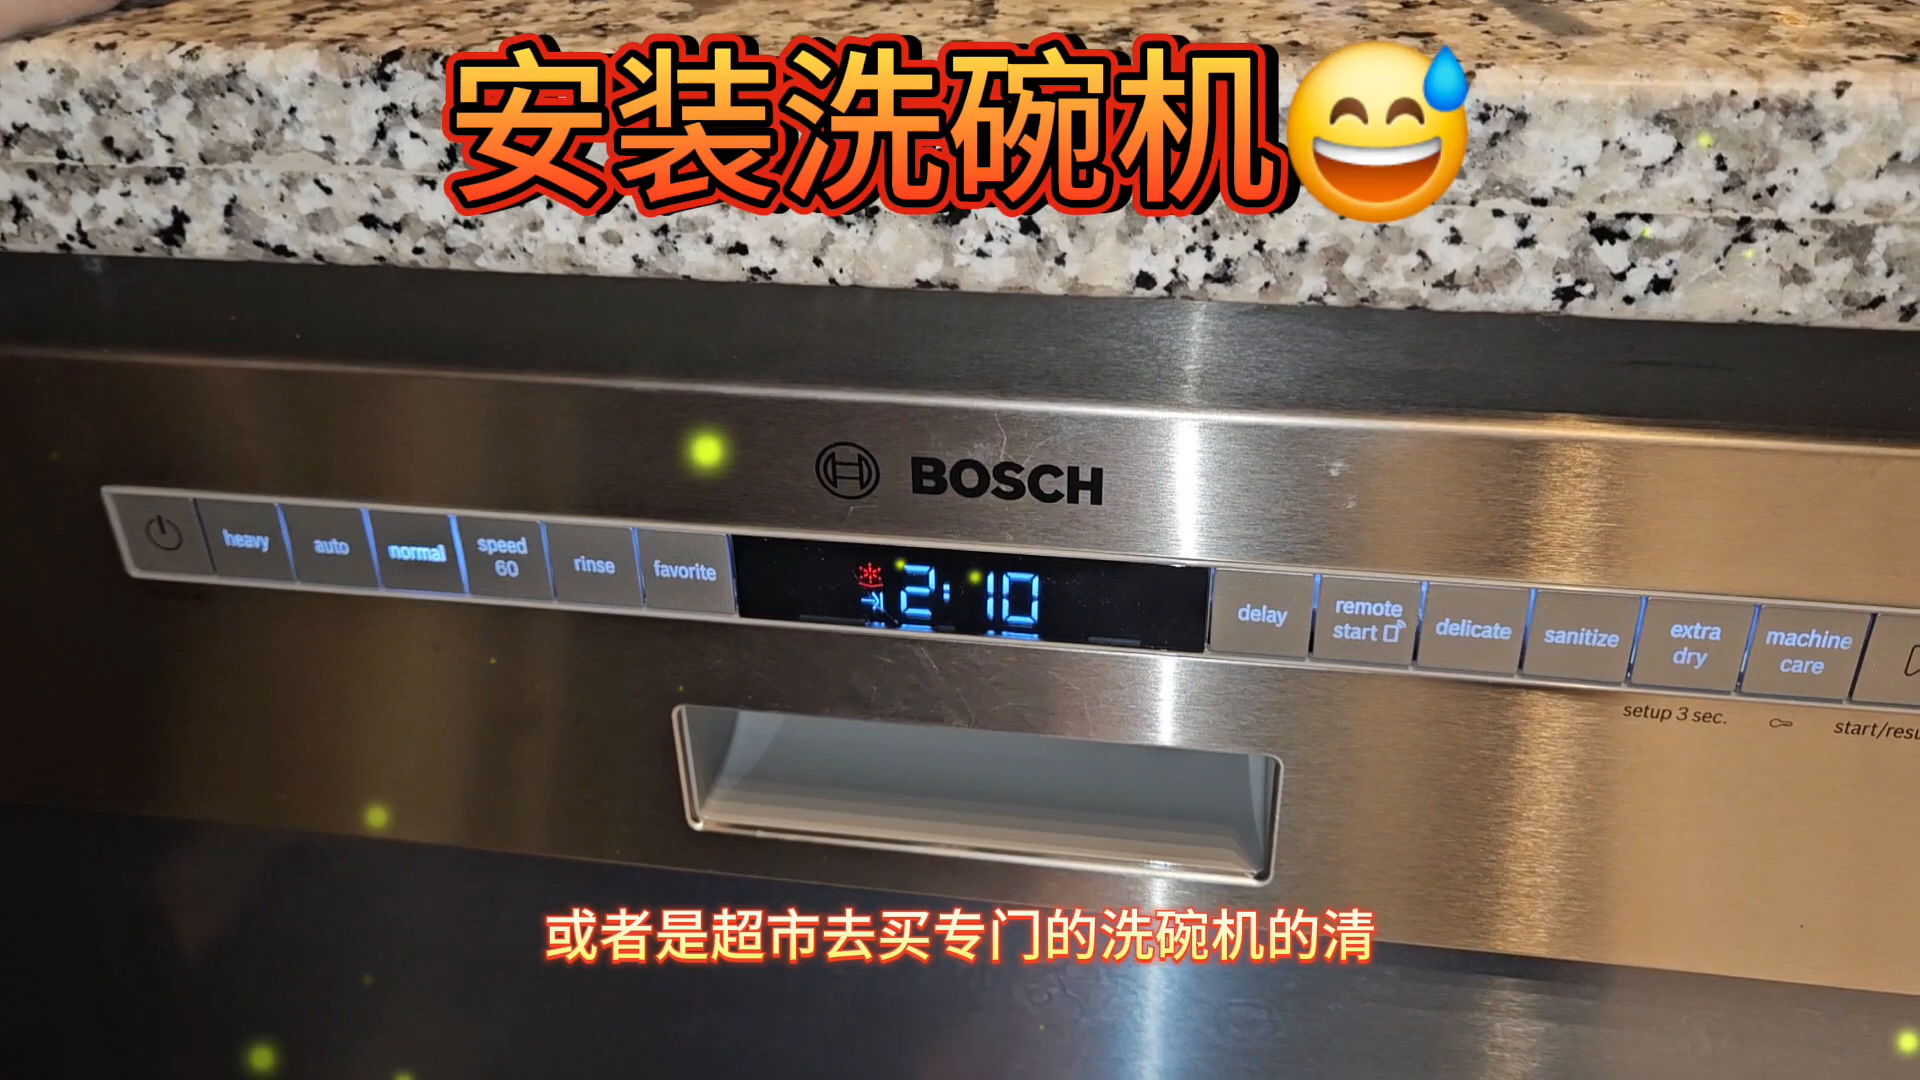 安装洗碗机😅
BOSCH
heavy
auto
normal
speed
60
rinse
favorite
2:10
delay
remote
start
delicate
sanitize
extra
dry
machine
care
setup 3 sec.
start/resu
或者是超市去买专门的洗碗机的清